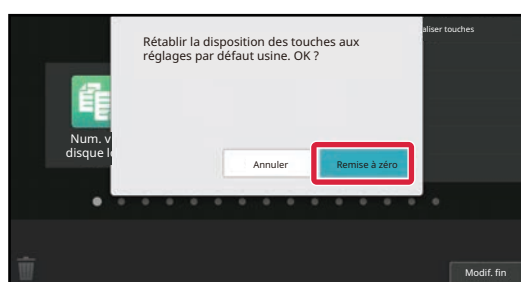 aliser touches
Rétablir la disposition des touches aux
réglages par défaut usine. OK ?
Num. v
disque l
Annuler
Remise à zéro
Modif. fin